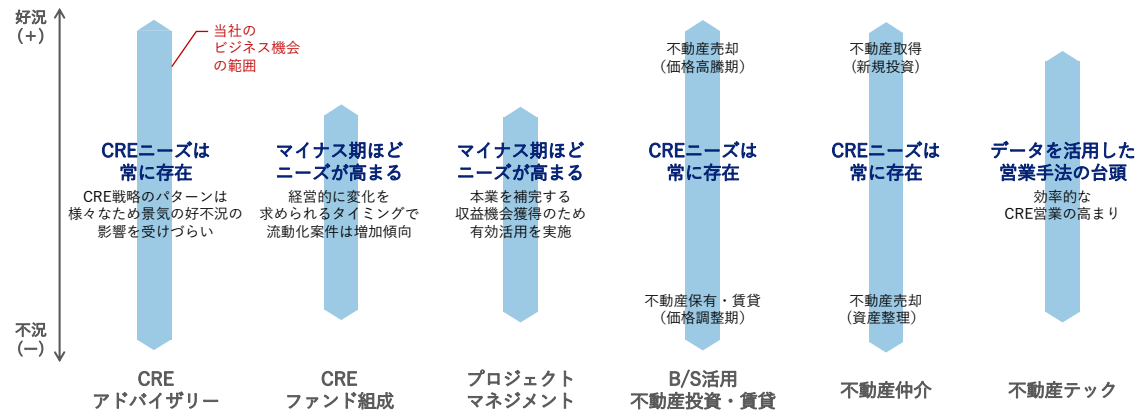 好況
(+)
当社の
ビジネス機会
の範囲
CREニーズは
常に存在
CRE戦略のパターンは
様々なため景気の好不況の
影響を受けづらい
マイナス期ほど
ニーズが高まる
経営的に変化を
求められるタイミングで
流動化案件は増加傾向
マイナス期ほど
ニーズが高まる
本業を補完する
収益機会獲得のため
有効活用を実施
不動産売却
(価格高騰期)
CREニーズは
常に存在
不動産保有・賃貸
(価格調整期)
不動産取得
(新規投資)
CREニーズは
常に存在
不動産売却
(資産整理)
データを活用した
営業手法の台頭
効率的な
CRE営業の高まり
不況
(ー)
CRE
アドバイザリー
CRE
ファンド組成
プロジェクト
マネジメント
B/S活用
不動産投資・賃貸
不動産仲介
不動産テック